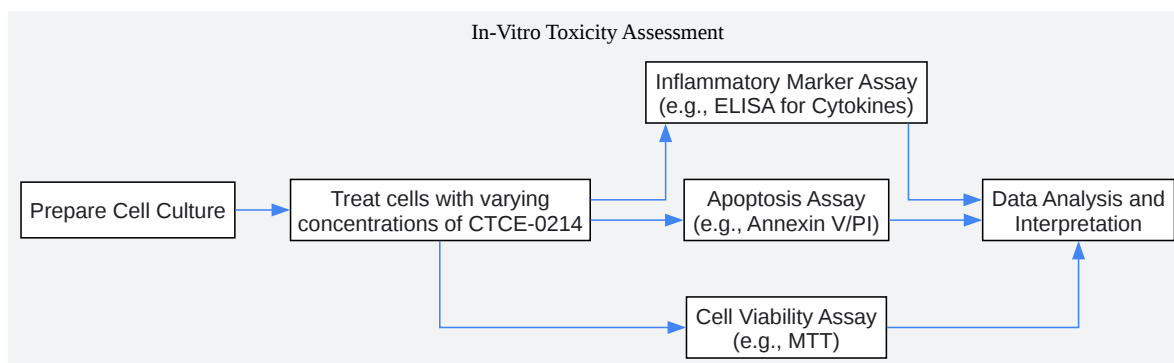 In-Vitro Toxicity Assessment
Inflammatory Marker Assay
(e.g., ELISA for Cytokines)
Prepare Cell Culture
Treat cells with varying
concentrations of CTCE-0214
Apoptosis Assay
(e.g., Annexin V/PI)
Data Analysis and
Interpretation
Cell Viability Assay
(e.g., MTT)